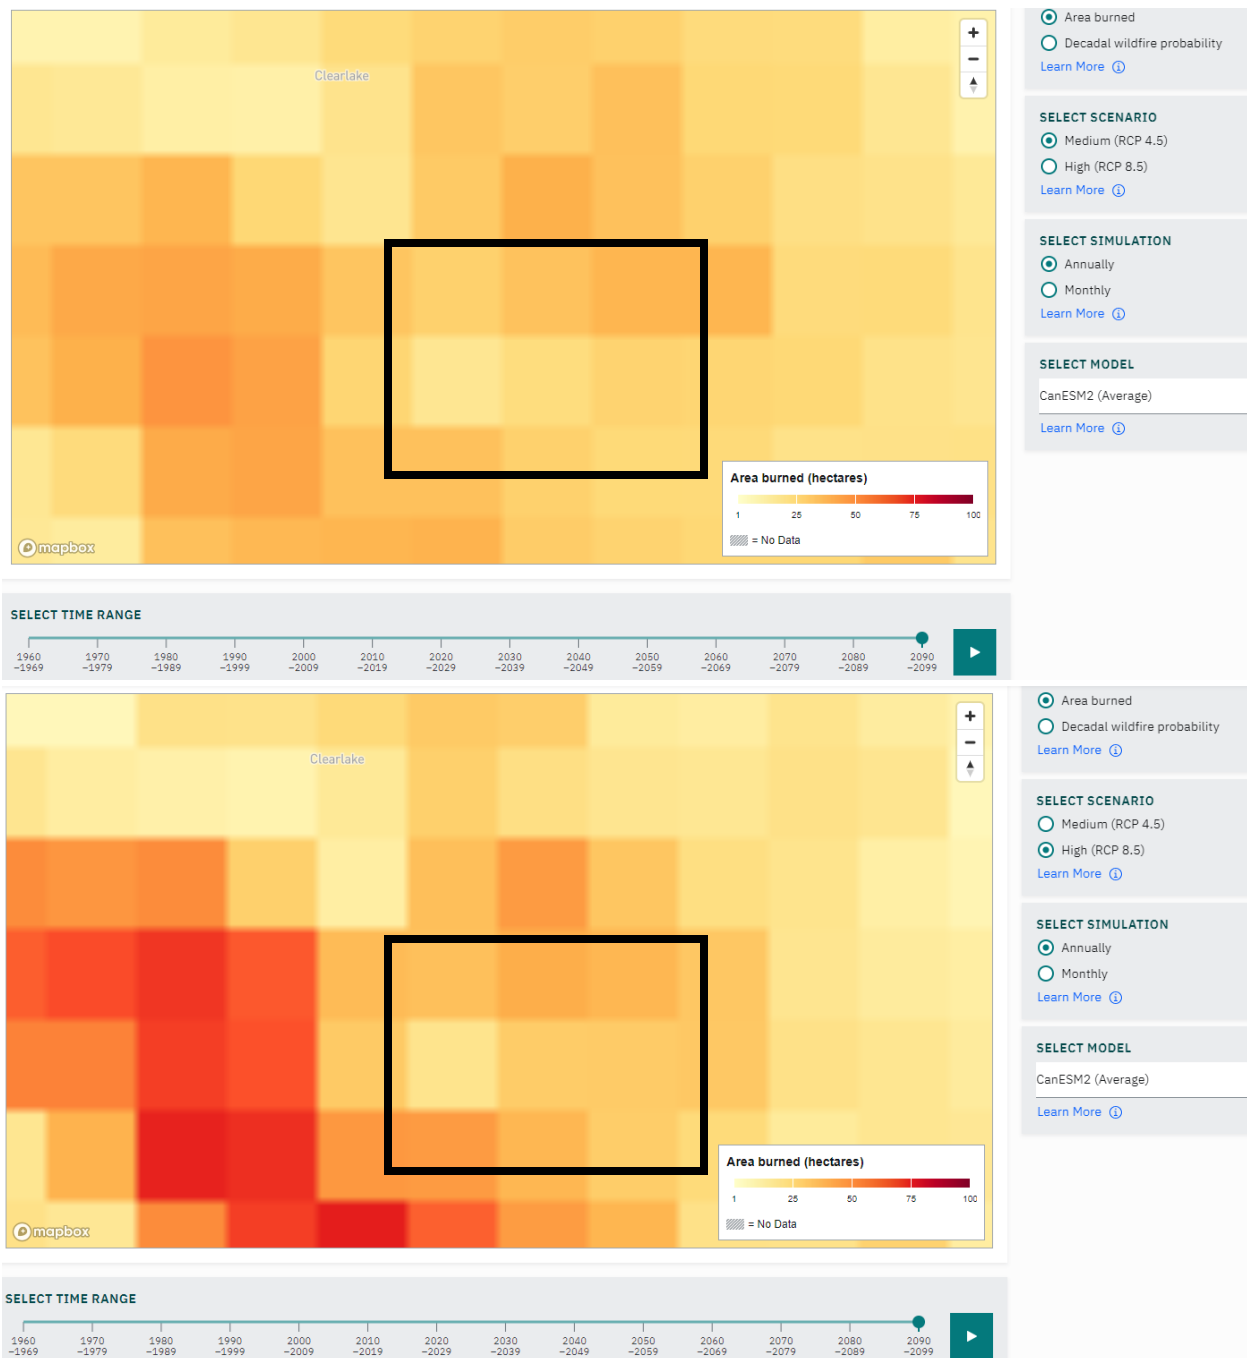 Clearlake
+
−
Area burned (hectares)
1 25 50 75 100
= No Data
mapbox
Area burned
Decadal wildfire probability
Learn More
SELECT SCENARIO
Medium (RCP 4.5)
High (RCP 8.5)
Learn More
SELECT SIMULATION
Annually
Monthly
Learn More
SELECT MODEL
CanESM2 (Average)
Learn More
SELECT TIME RANGE
1960 1970 1980 1990 2000 2010 2020 2030 2040 2050 2060 2070 2080 2090
–1969 –1979 –1989 –1999 –2009 –2019 –2029 –2039 –2049 –2059 –2069 –2079 –2089 –2099
Clearlake
+
−
Area burned (hectares)
1 25 50 75 100
= No Data
mapbox
Area burned
Decadal wildfire probability
Learn More
SELECT SCENARIO
Medium (RCP 4.5)
High (RCP 8.5)
Learn More
SELECT SIMULATION
Annually
Monthly
Learn More
SELECT MODEL
CanESM2 (Average)
Learn More
SELECT TIME RANGE
1960 1970 1980 1990 2000 2010 2020 2030 2040 2050 2060 2070 2080 2090
–1969 –1979 –1989 –1999 –2009 –2019 –2029 –2039 –2049 –2059 –2069 –2079 –2089 –2099